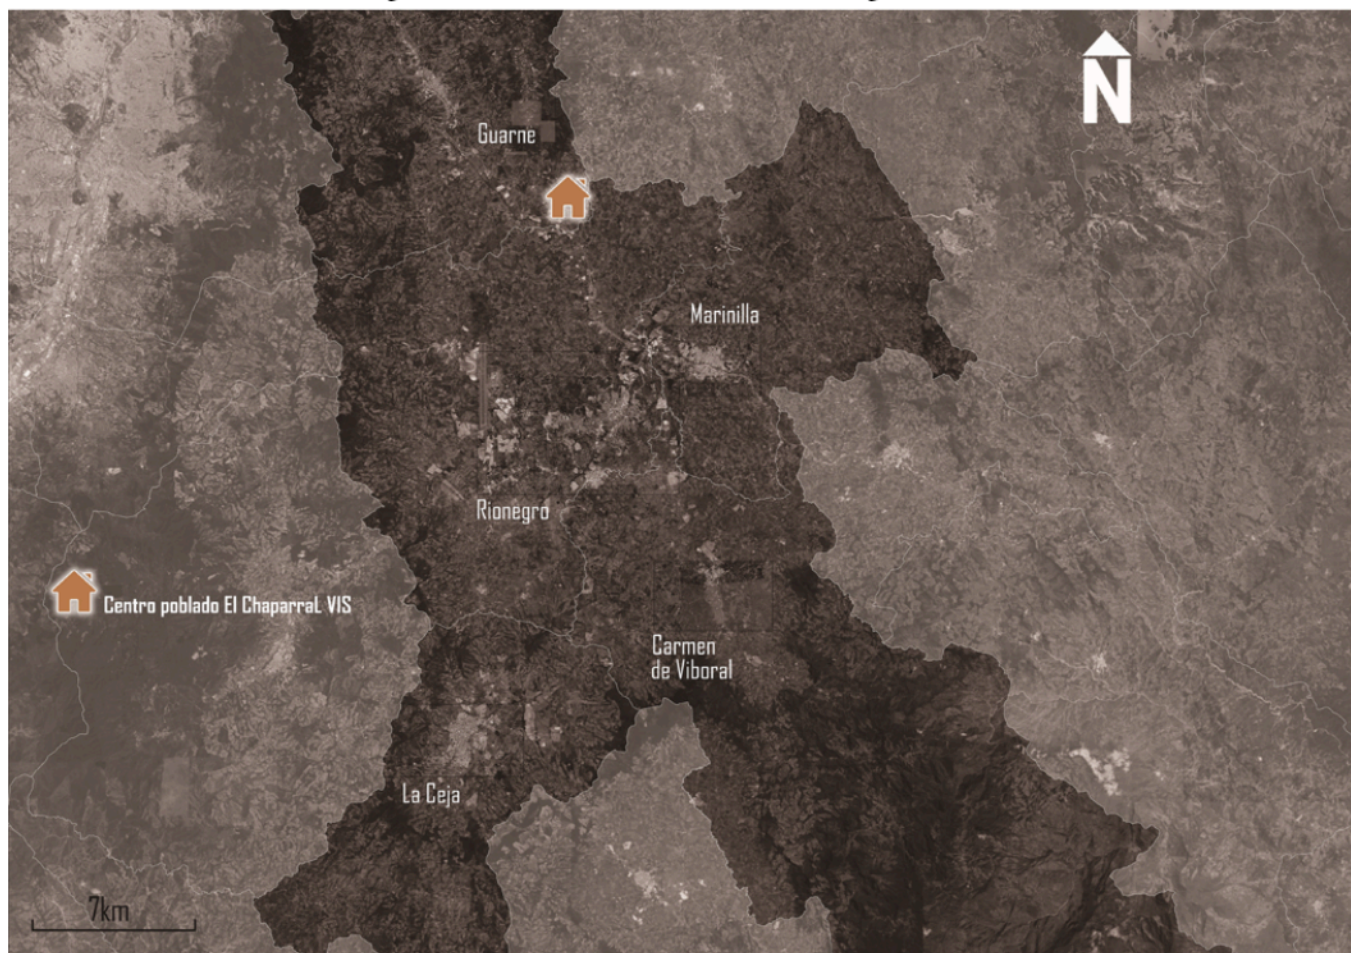 N
Guarne
Marinilla
Rionegro
Centro poblado El Chaparral. VIS
Carmen
de Viboral
La Ceja
7km